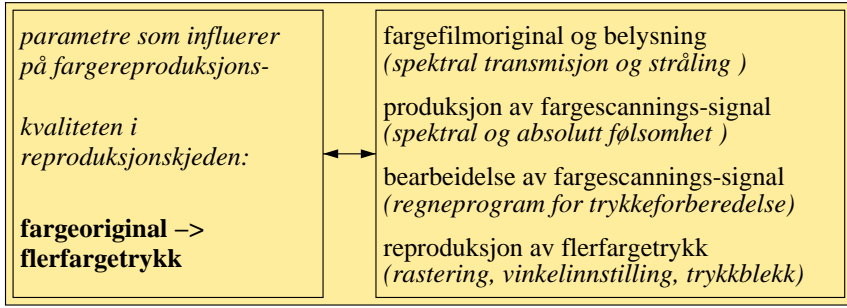 parametre som influerer
på fargereproduksjons-
kvaliteten i
reproduksjonskjeden:
fargeoriginal −>
flerfargetrykk
fargefilmoriginal og belysning
(spektral transmisjon og stråling )
produksjon av fargescannings-signal
(spektral og absolutt følsomhet )
bearbeidelse av fargescannings-signal
(regneprogram for trykkeforberedelse)
reproduksjon av flerfargetrykk
(rastering, vinkelinnstilling, trykkblekk)